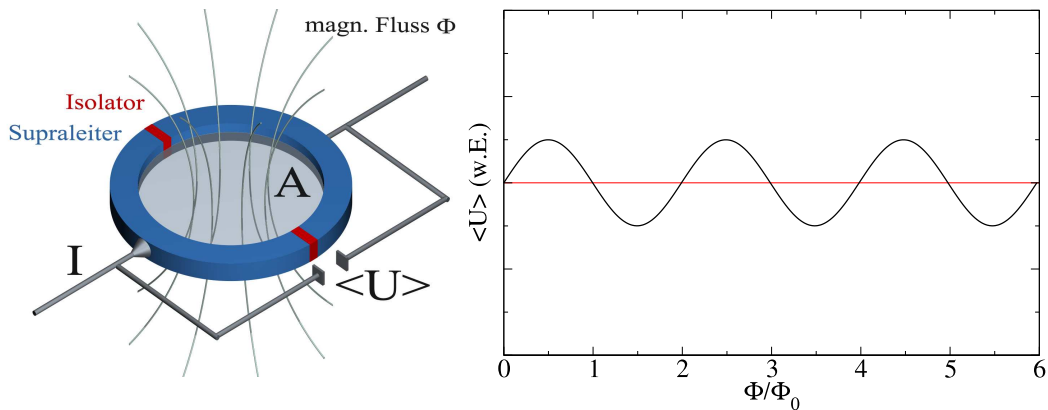 magn. Fluss Φ
Isolator
Supraleiter
A
I
<U>
<U> (w.E.)
0 1 2 3 4 5 6
Φ/Φ₀